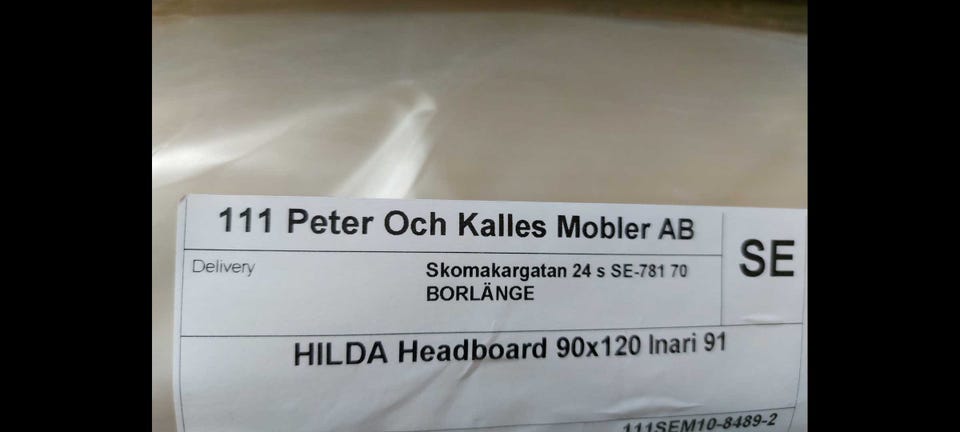 111 Peter Och Kalles Mobler AB
SE
Delivery
Skomakargatan 24 s SE-781 70
BORLÄNGE
HILDA Headboard 90x120 Inari 91
111SEM10-8489-2